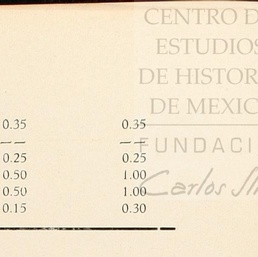 CENTRO D
ESTUDIOS
DE HISTOR
DE MEXIC
FUNDACI
Carlos Sli
0.35 0.35
— — — —
0.25 0.25
0.50 1.00
0.50 1.00
0.15 0.30